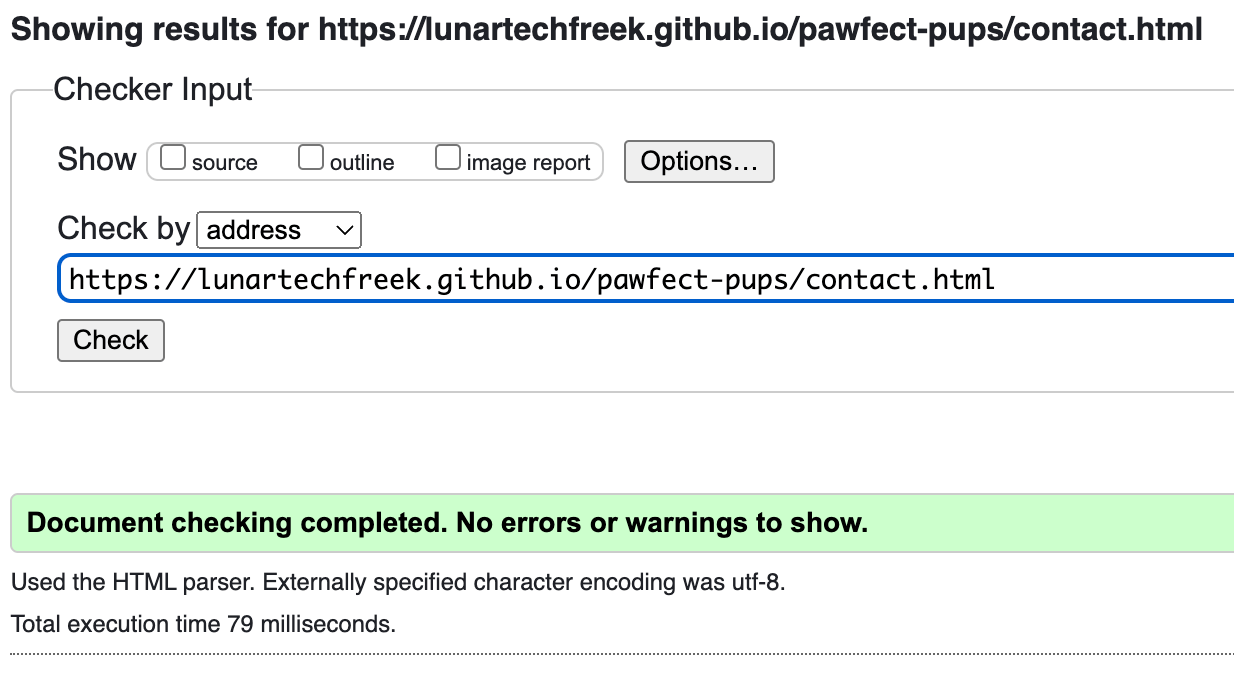 Showing results for https://lunartechfreek.github.io/pawfect-pups/contact.html
Checker Input
Show source outline image report Options...
Check by address
https://lunartechfreek.github.io/pawfect-pups/contact.html
Check
Document checking completed. No errors or warnings to show.
Used the HTML parser. Externally specified character encoding was utf-8.
Total execution time 79 milliseconds.